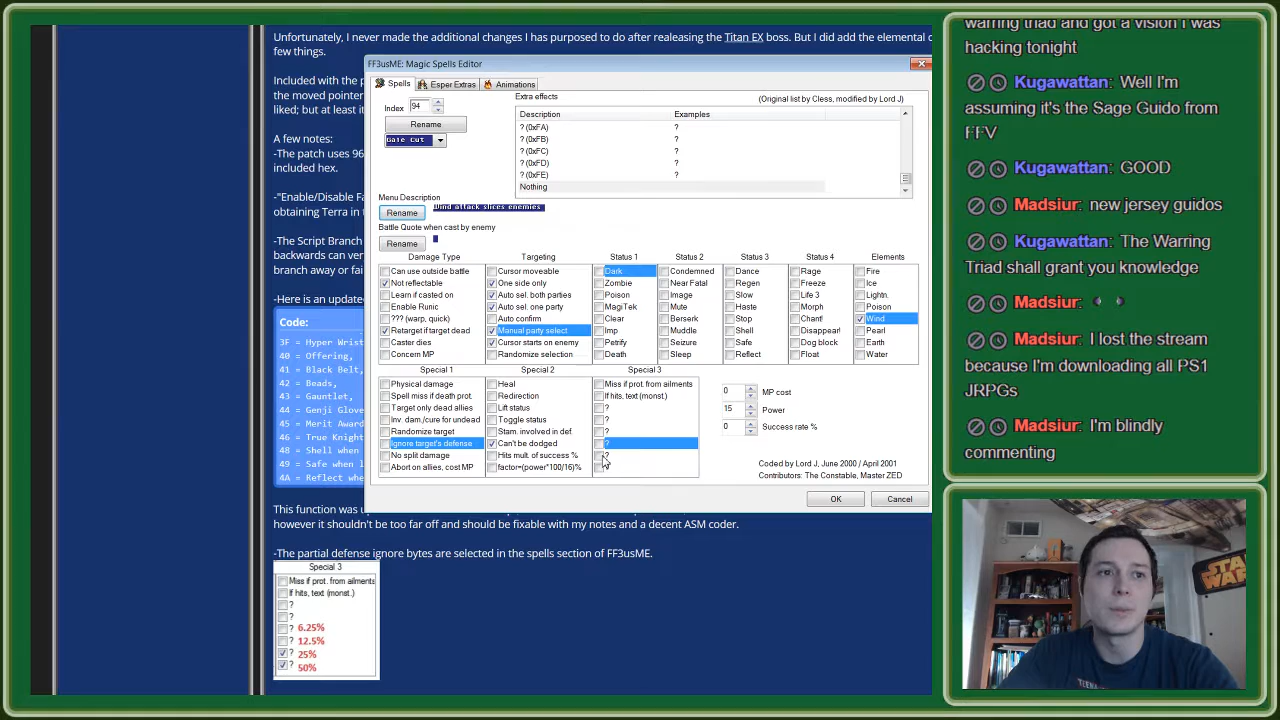 Unfortunately, I never made the additional changes I has purposed to do after realeasing the Titan EX boss. But I did add the elemental
few things.
Included with the
the moved pointer
liked; but at least it
A few notes:
-The patch uses 96
included hex.
-"Enable/Disable Fa
obtaining Terra in t
-The Script Branch
backwards can ver
branch away or fai
-Here is an update
Code:
3F = Hyper Wrist
40 = Offering,
41 = Black Belt,
42 = Beads,
43 = Gauntlet,
44 = Genji Glove
45 = Merit Award
46 = True Knight
48 = Shell when
49 = Safe when l
4A = Reflect whe
This function was u
however it shouldn't be too far off and should be fixable with my notes and a decent ASM coder.
-The partial defense ignore bytes are selected in the spells section of FF3usME.
Special 3
Miss if prot. from ailments
If hits, text (monst.)
?
?
? 6.25%
? 12.5%
? 25%
? 50%
FF3usME: Magic Spells Editor
Spells
Esper Extras
Animations
Index 94
Rename
Gale Cut
Extra effects
(Original list by Cless, modified by Lord J)
Description Examples
? (0xFA) ?
? (0xFB) ?
? (0xFC) ?
? (0xFD) ?
? (0xFE) ?
Nothing
Menu Description
Rename
Wind attack slices enemies
Battle Quote when cast by enemy
Rename
Damage Type
Can use outside battle
Not reflectable
Learn if casted on
Enable Runic
??? (warp, quick)
Retarget if target dead
Caster dies
Concern MP
Targeting
Cursor moveable
One side only
Auto sel. both parties
Auto sel. one party
Auto confirm
Manual party select
Cursor starts on enemy
Randomize selection
Status 1
Dark
Zombie
Poison
MagiTek
Clear
Imp
Petrify
Death
Status 2
Condemned
Near Fatal
Image
Mute
Berserk
Muddle
Seizure
Sleep
Status 3
Dance
Regen
Slow
Haste
Stop
Shell
Safe
Reflect
Status 4
Rage
Freeze
Life 3
Morph
Chant!
Disappear!
Dog block
Float
Elements
Fire
Ice
Lightn.
Poison
Wind
Pearl
Earth
Water
Special 1
Physical damage
Spell miss if death prot.
Target only dead allies
Inv. dam./cure for undead
Randomize target
Ignore target's defense
No split damage
Abort on allies, cost MP
Special 2
Heal
Redirection
Lift status
Toggle status
Stam. involved in def.
Can't be dodged
Hits mult. of success %
factor=(power*100/16)%
Special 3
Miss if prot. from ailments
If hits, text (monst.)
?
?
?
?
?
0 MP cost
15 Power
0 Success rate %
Coded by Lord J, June 2000 / April 2001
Contributors: The Constable, Master ZED
OK
Cancel
warring triad and got a vision I was
hacking tonight
Kugawattan: Well I'm
assuming it's the Sage Guido from
FFV
Kugawattan: GOOD
Madsiur: new jersey guidos
Kugawattan: The Warring
Triad shall grant you knowledge
Madsiur:
Madsiur: I lost the stream
because I'm downloading all PS1
JRPGs
Madsiur: I'm blindly
commenting
STAR
WARS